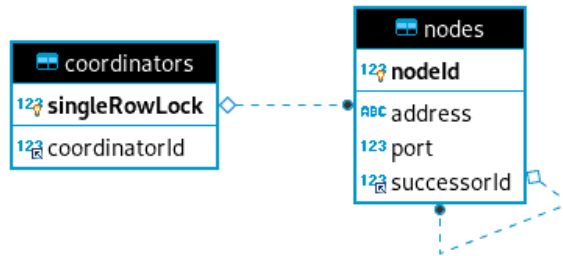 coordinators
123 singleRowLock
123 coordinatorId
nodes
123 nodeId
ABC address
123 port
123 successorId